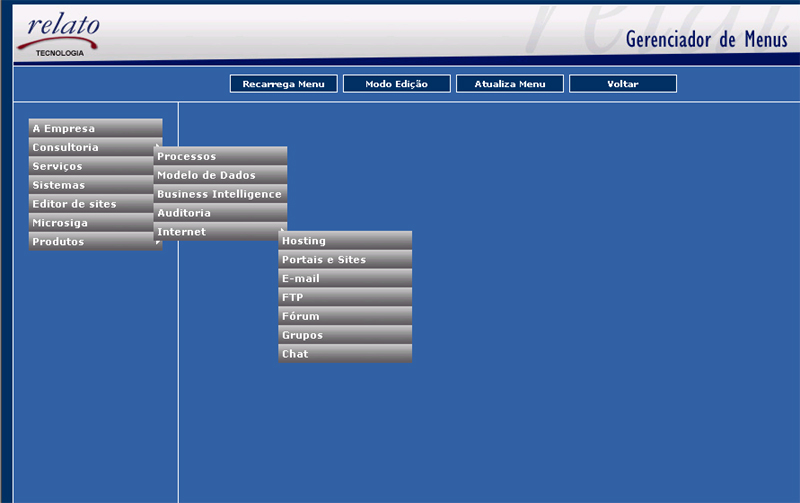 relato
TECNOLOGIA
Gerenciador de Menus
Recarrega Menu
Modo Edição
Atualiza Menu
Voltar
A Empresa
Consultoria
Serviços
Sistemas
Editor de sites
Microsiga
Produtos
Processos
Modelo de Dados
Business Intelligence
Auditoria
Internet
Hosting
Portais e Sites
E-mail
FTP
Fórum
Grupos
Chat